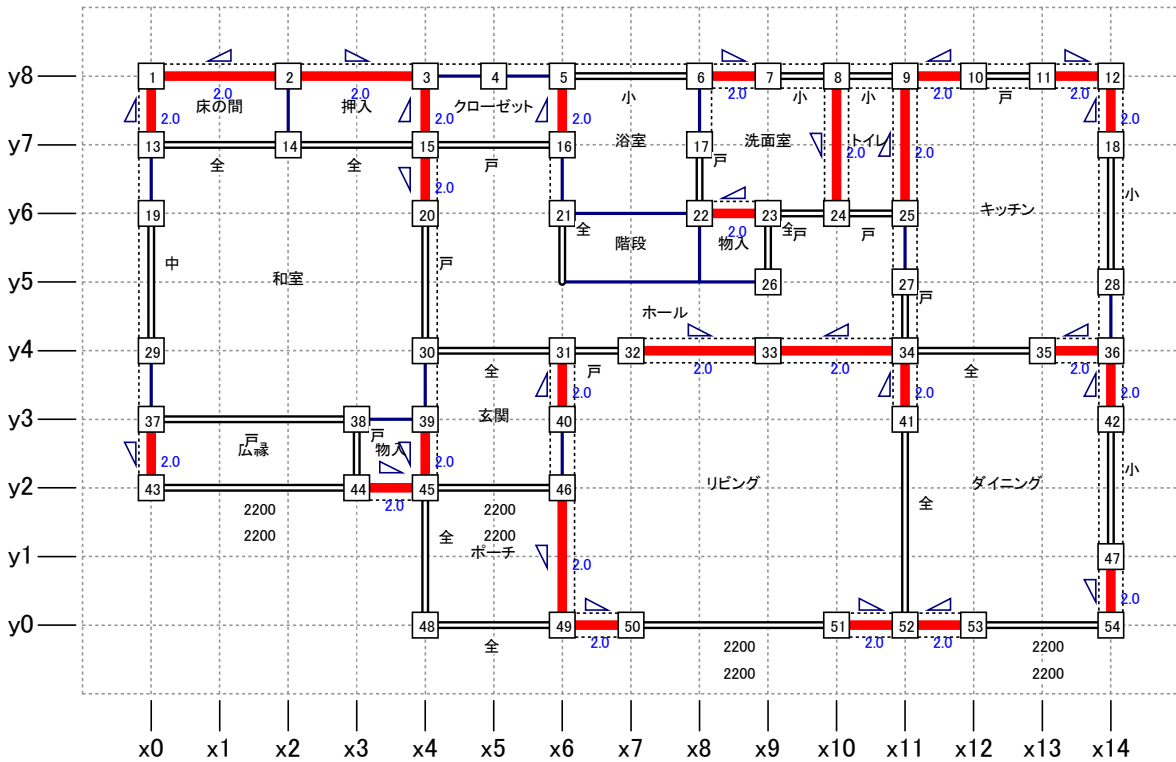 y8 1 2 3 4 5 6 7 8 9 10 11 12
2.0 床の間 2.0 押入 クローゼット 小 2.0 小 小 2.0 戸 2.0
2.0 2.0 2.0 2.0
y7 13 14 15 16 浴室 17 洗面室 2.0 トイレ 2.0 18
全 全 戸 戸
2.0
y6 19 20 21 22 23 24 25 キッチン 小
全 階段 2.0 物入 全 戸 戸
中 和室 戸
y5 26 27 28
ホール 戸
y4 29 30 31 32 33 34 35 36
全 戸 2.0 2.0 全 2.0
2.0 2.0 2.0
y3 37 38 39 玄関 40 41 42
戸 戸
2.0 広縁 物入 2.0
y2 43 44 45 46 リビング ダイニング 小
2200 2.0 2200 全
2200 全 2200
y1 ポーチ 2.0 47
2.0
y0 48 49 50 51 52 53 54
全 2.0 2200 2.0 2.0 2200
2200 2200
x0 x1 x2 x3 x4 x5 x6 x7 x8 x9 x10 x11 x12 x13 x14